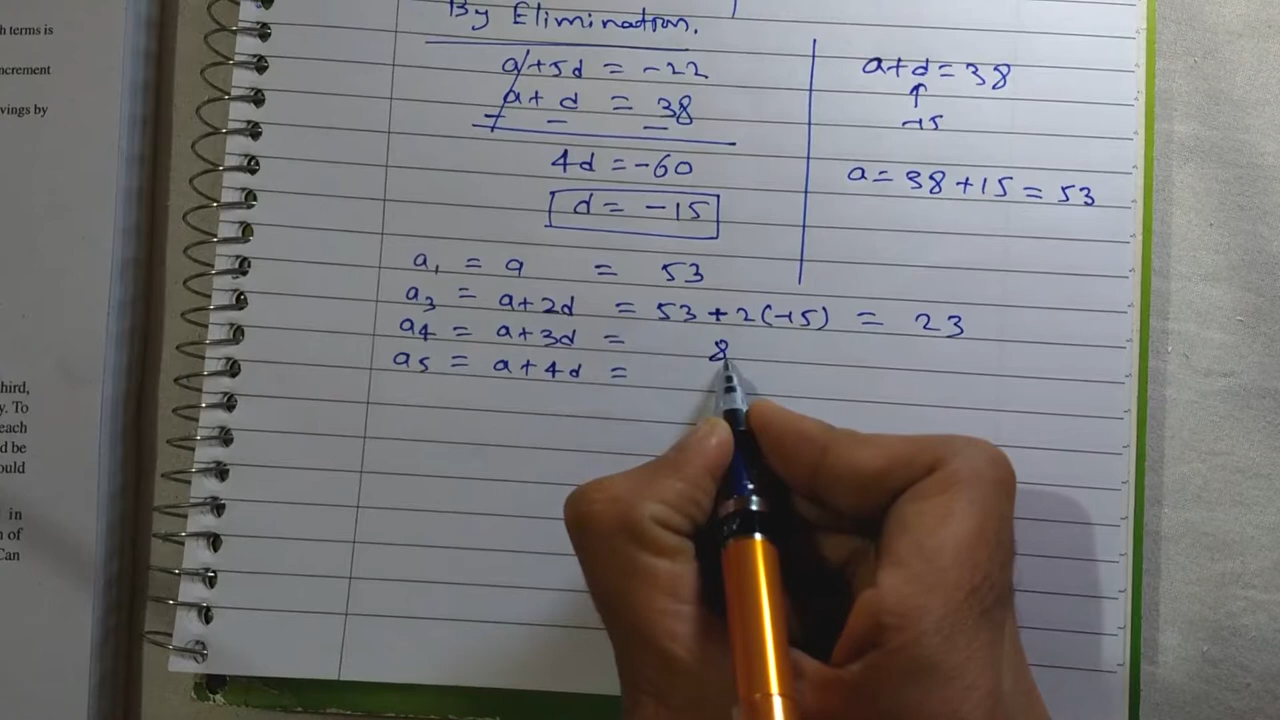 h terms is
ncrement
vings by
hird,
. To
each
d be
ould
in
of
Can
By Elimination.
a+5d = -22
a+ d = 38
- - -
4d = -60
d = -15
a+d = 38
↑
-15
a = 38 +15 = 53
a₁ = a = 53
a₃ = a+2d = 53 + 2(-15) = 23
a₄ = a+3d = 8
a₅ = a+4d =